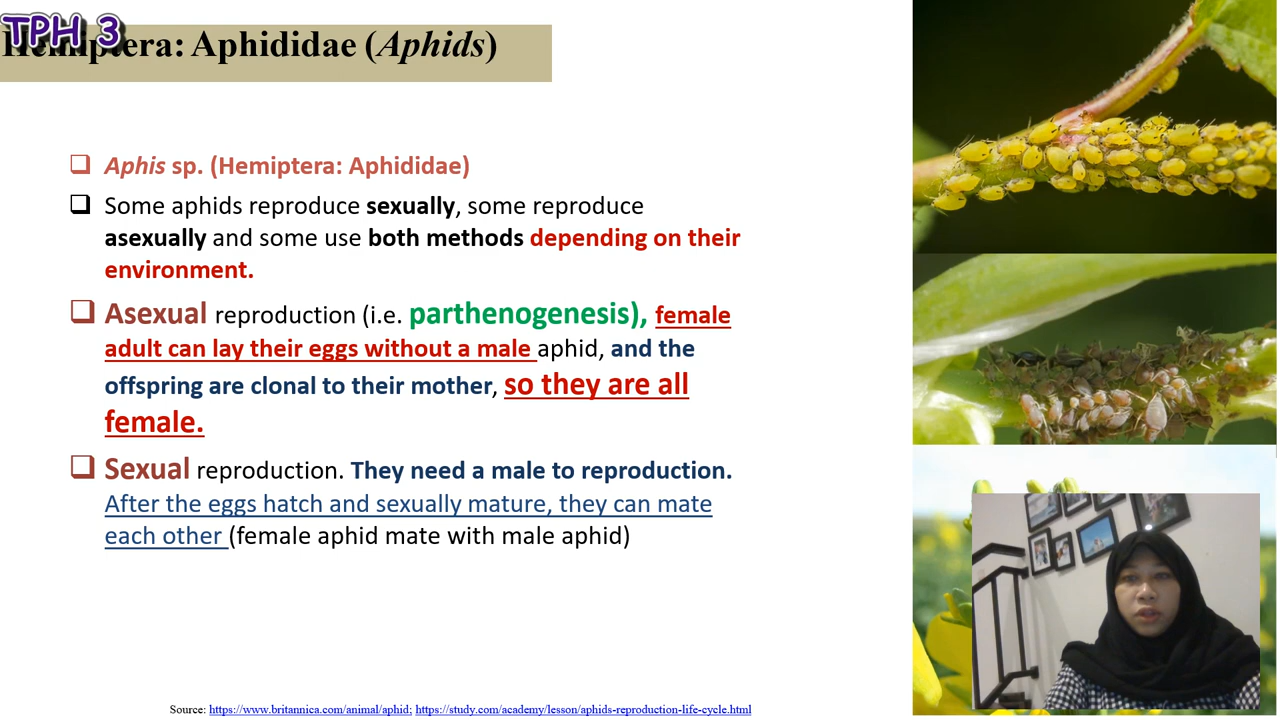 TPH 3
Hemiptera: Aphididae (Aphids)
Aphis sp. (Hemiptera: Aphididae)
Some aphids reproduce sexually, some reproduce
asexually and some use both methods depending on their
environment.
Asexual reproduction (i.e. parthenogenesis), female
adult can lay their eggs without a male aphid, and the
offspring are clonal to their mother, so they are all
female.
Sexual reproduction. They need a male to reproduction.
After the eggs hatch and sexually mature, they can mate
each other (female aphid mate with male aphid)
Source: https://www.britannica.com/animal/aphid; https://study.com/academy/lesson/aphids-reproduction-life-cycle.html